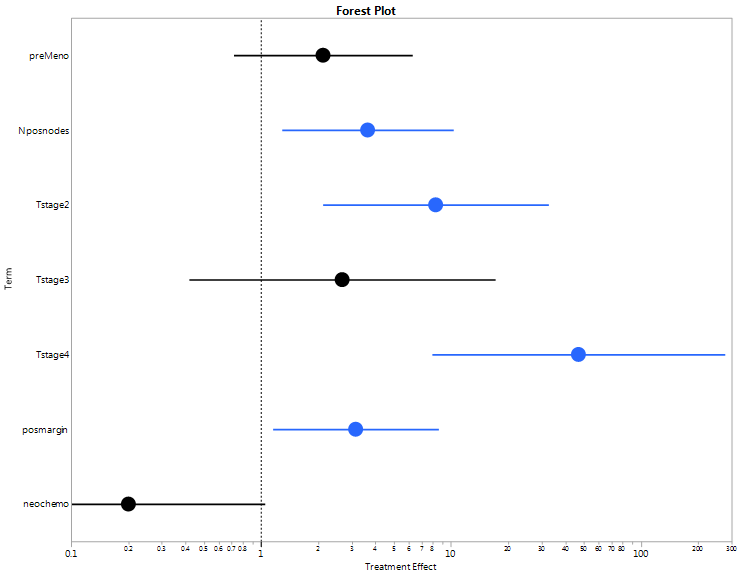 Forest Plot
preMeno
Nposnodes
Tstage2
Tstage3
Tstage4
posmargin
neochemo
Term
0.1 0.2 0.3 0.4 0.5 0.6 0.7 0.8 1 2 3 4 5 6 7 8 10 20 30 40 50 60 70 80 100 200 300
Treatment Effect